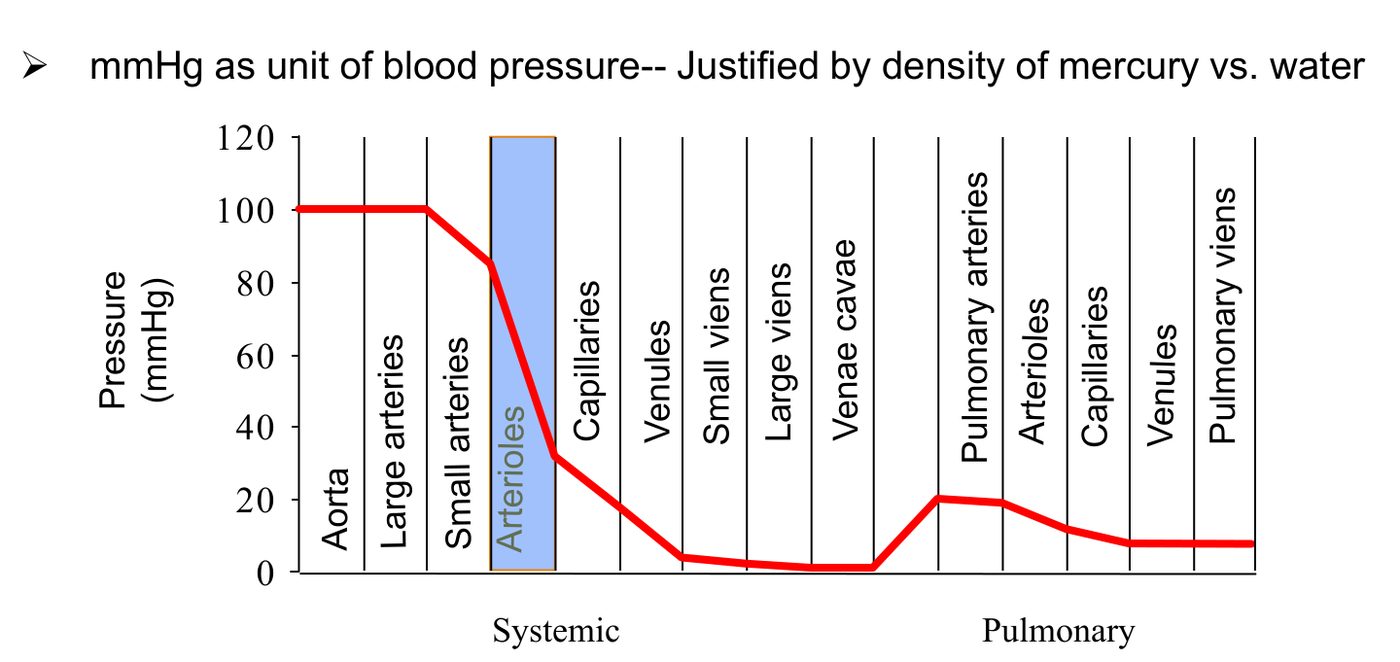 ➢ mmHg as unit of blood pressure-- Justified by density of mercury vs. water
120
100
80
60
40
20
0
Pressure
(mmHg)
Aorta
Large arteries
Small arteries
Arterioles
Capillaries
Venules
Small viens
Large viens
Venae cavae
Pulmonary arteries
Arterioles
Capillaries
Venules
Pulmonary viens
Systemic
Pulmonary